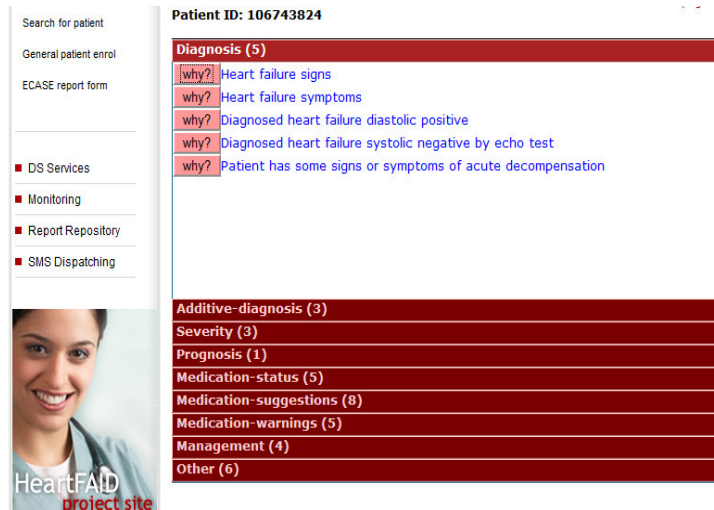 Search for patient
General patient enrol
ECASE report form
DS Services
Monitoring
Report Repository
SMS Dispatching
HeartFAID
project site
Patient ID: 106743824
Diagnosis (5)
why? Heart failure signs
why? Heart failure symptoms
why? Diagnosed heart failure diastolic positive
why? Diagnosed heart failure systolic negative by echo test
why? Patient has some signs or symptoms of acute decompensation
Additive-diagnosis (3)
Severity (3)
Prognosis (1)
Medication-status (5)
Medication-suggestions (8)
Medication-warnings (5)
Management (4)
Other (6)